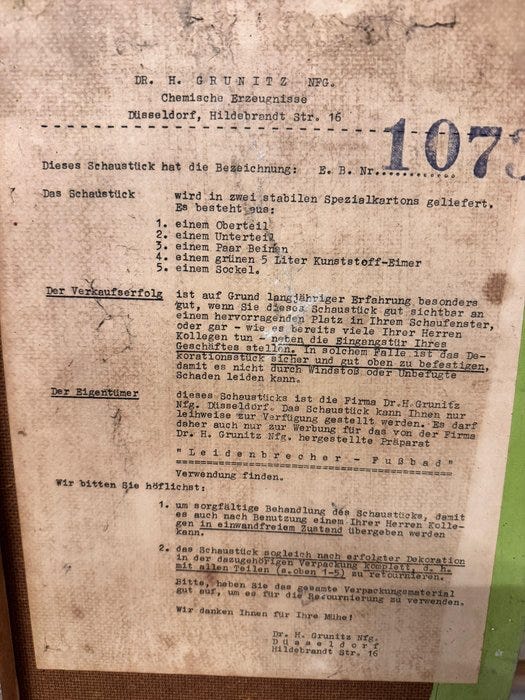 DR. H. GRUNITZ NFG.
Chemische Erzeugnisse
Düsseldorf, Hildebrandt Str. 16
Dieses Schaustück hat die Bezeichnung: E. B. Nr............ 1073
Das Schaustück wird in zwei stabilen Spezialkartons geliefert.
Es besteht aus:
1. einem Oberteil
2. einem Unterteil
3. einem Paar Beinen
4. einem grünen 5 Liter Kunststoff-Eimer
5. einem Sockel.
Der Verkaufserfolg ist auf Grund langjähriger Erfahrung besonders
gut, wenn Sie dieses Schaustück gut sichtbar an
einem hervorragenden Platz in Ihrem Schaufenster,
oder gar - wie es bereits viele Ihrer Herren
Kollegen tun - neben die Eingangstür Ihres
Geschäftes stellen. In solchem Falle ist das De-
korationsstück sicher und gut oben zu befestigen,
damit es nicht durch Windstoß oder Unbefugte
Schaden leiden kann.
Der Eigentümer dieses Schaustücks ist die Firma Dr.H.Grunitz
Nfg. Düsseldorf. Das Schaustück kann Ihnen nur
leihweise zur Verfügung gestellt werden. Es darf
daher auch nur zur Werbung für das von der Firma
Dr. H. Grunitz Nfg. hergestellte Präparat
" L e i d e n b r e c h e r - F u ß b a d "
Verwendung finden.
Wir bitten Sie höflichst:
1. um sorgfältige Behandlung des Schaustücks, damit
es auch nach Benutzung einem Ihrer Herren Kolle-
gen in einwandfreiem Zustand übergeben werden
kann.
2. das Schaustück sogleich nach erfolgter Dekoration
in der dazugehörigen Verpackung komplett, d. h.
mit allen Teilen (s.oben 1-5) zu retournieren.
Bitte, heben Sie das gesamte Verpackungsmaterial
gut auf, um es für die Retournierung zu verwenden.
Wir danken Ihnen für Ihre Mühe!
Dr. H. Grunitz Nfg.
D ü s s e l d o r f
Hildebrandt Str. 16